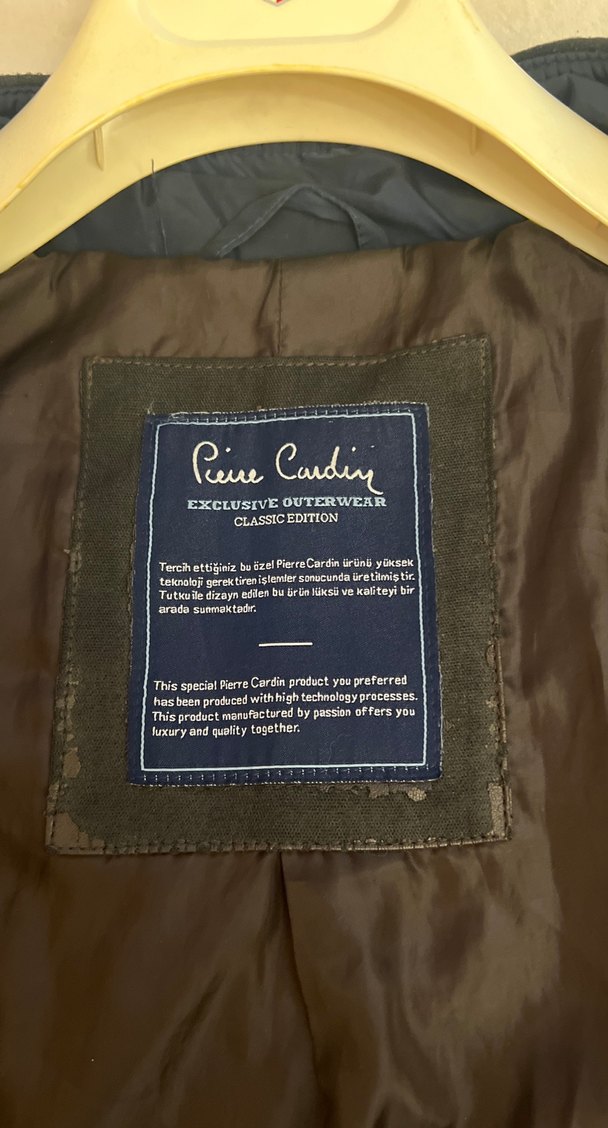 Pierre Cardin
EXCLUSIVE OUTERWEAR
CLASSIC EDITION
Tercih ettiğiniz bu özel Pierre Cardin ürünü yüksek
teknoloji gerektiren işlemler sonucunda üretilmiştir.
Tutku ile dizayn edilen bu ürün lüksü ve kaliteyi bir
arada sunmaktadır.
This special Pierre Cardin product you preferred
has been produced with high technology processes.
This product manufactured by passion offers you
luxury and quality together.